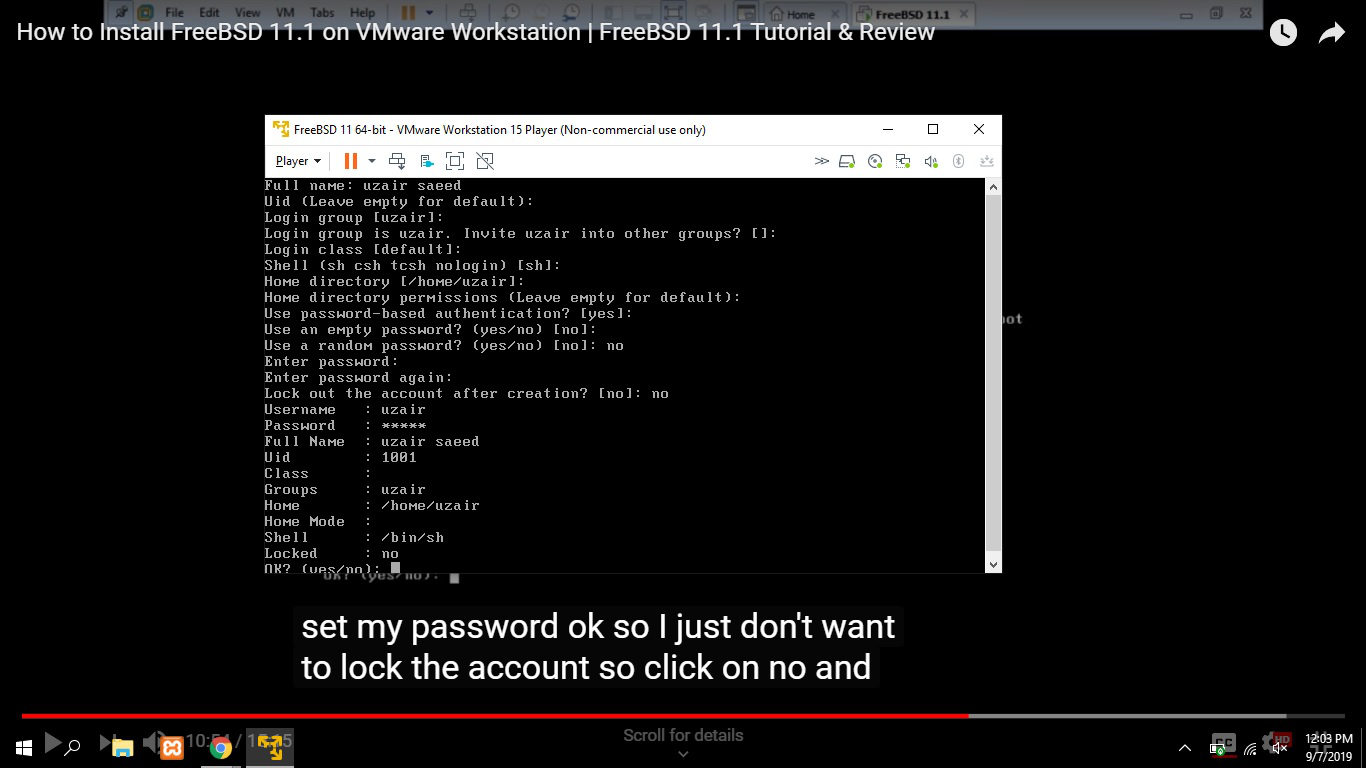 File Edit View VM Tabs Help
Home
FreeBSD 11.1
How to Install FreeBSD 11.1 on VMware Workstation | FreeBSD 11.1 Tutorial & Review
FreeBSD 11 64-bit - VMware Workstation 15 Player (Non-commercial use only)
Player
Full name: uzair saeed
Uid (Leave empty for default):
Login group [uzair]:
Login group is uzair. Invite uzair into other groups? []:
Login class [default]:
Shell (sh csh tcsh nologin) [sh]:
Home directory [/home/uzair]:
Home directory permissions (Leave empty for default):
Use password-based authentication? [yes]:
Use an empty password? (yes/no) [no]:
Use a random password? (yes/no) [no]: no
Enter password:
Enter password again:
Lock out the account after creation? [no]: no
Username : uzair
Password : *****
Full Name : uzair saeed
Uid : 1001
Class :
Groups : uzair
Home : /home/uzair
Home Mode :
Shell : /bin/sh
Locked : no
OK? (yes/no):
OK? (yes/no):
set my password ok so I just don't want
to lock the account so click on no and
Scroll for details
CC
HD
12:03 PM
9/7/2019